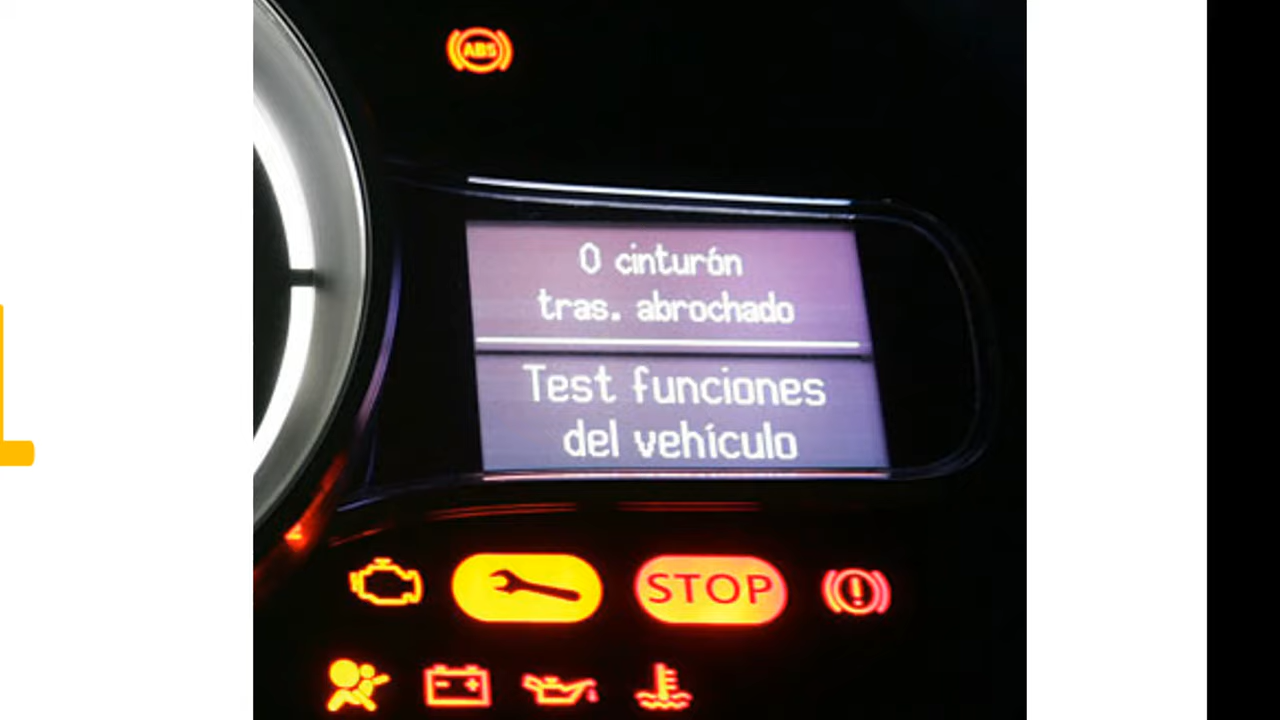 ABS
0 cinturón
tras. abrochado
Test funciones
del vehículo
STOP